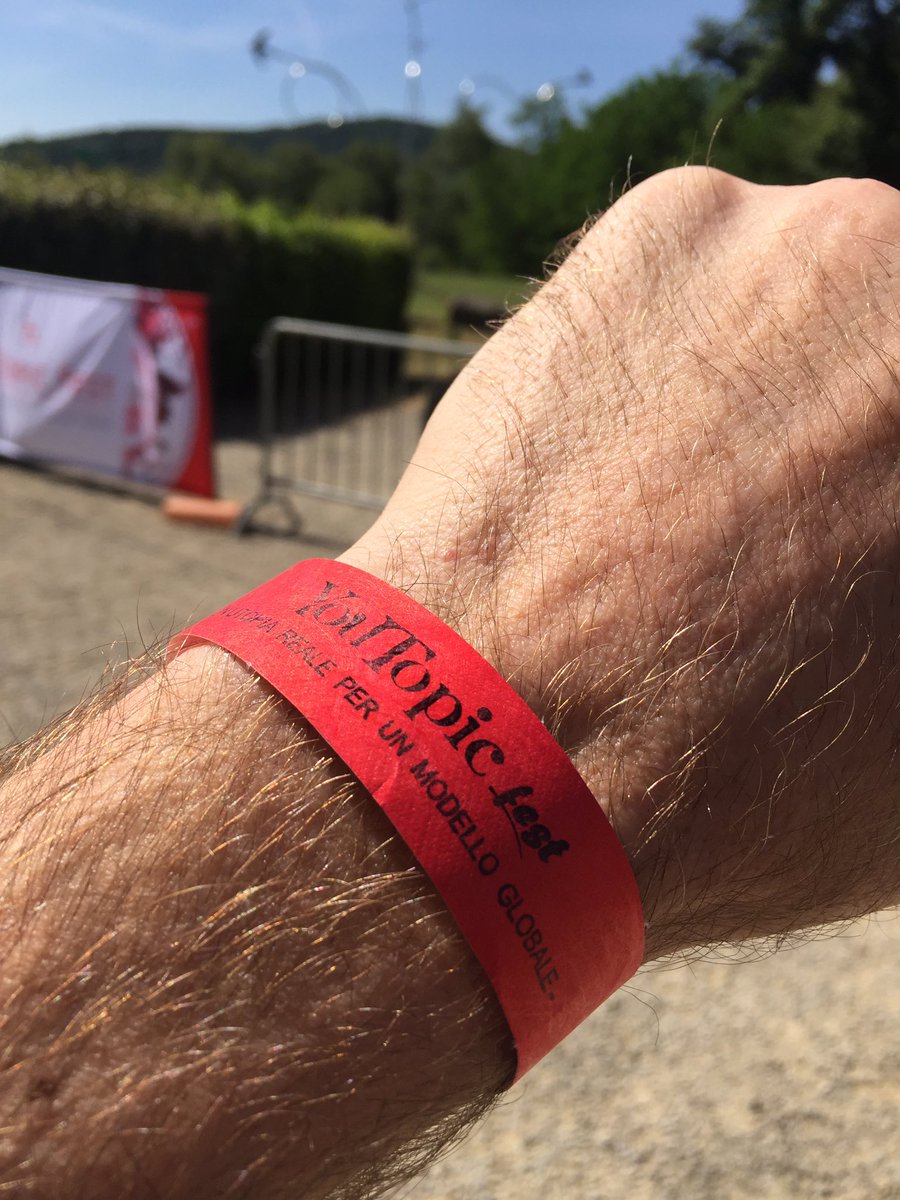 YouTopic fest
UTOPIA REALE PER UN MODELLO GLOBALE.